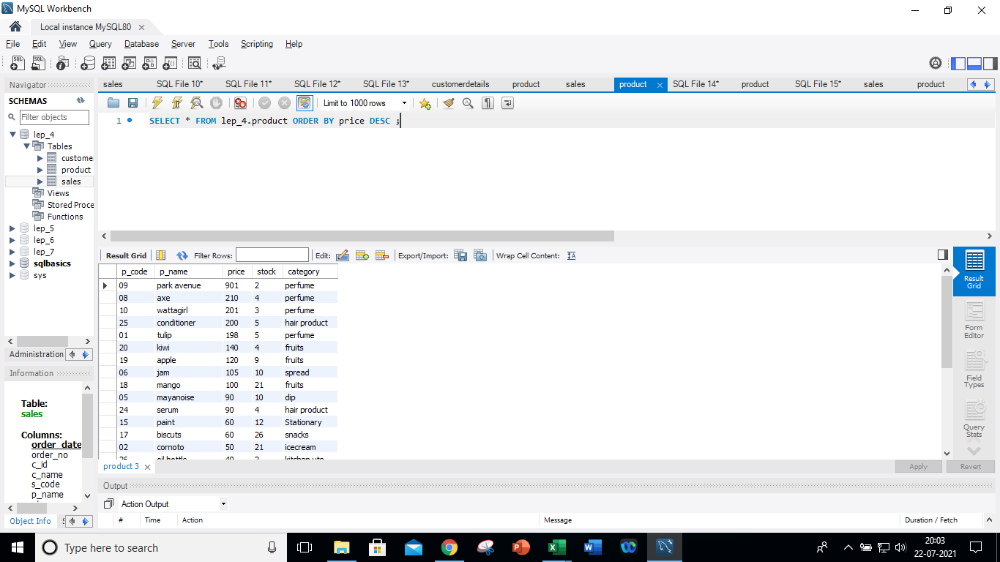 MySQL Workbench
Local instance MySQL80
File Edit View Query Database Server Tools Scripting Help
Navigator
SCHEMAS
Filter objects
lep_4
Tables
custome
product
sales
Views
Stored Proce
Functions
lep_5
lep_6
lep_7
sqlbasics
sys
Administration
Information
Table:
sales
Columns:
order_date
order_no
c_id
c_name
s_code
p_name
Object Info
sales SQL File 10* SQL File 11* SQL File 12* SQL File 13* customerdetails product sales product SQL File 14* product SQL File 15* sales product
Limit to 1000 rows
1 SELECT * FROM lep_4.product ORDER BY price DESC ;
Result Grid Filter Rows: Edit: Export/Import: Wrap Cell Content: IA
p_code p_name price stock category
09 park avenue 901 2 perfume
08 axe 210 4 perfume
10 wattagirl 201 3 perfume
25 conditioner 200 5 hair product
01 tulip 198 5 perfume
20 kiwi 140 4 fruits
19 apple 120 9 fruits
06 jam 105 10 spread
18 mango 100 21 fruits
05 mayanoise 90 10 dip
24 serum 90 4 hair product
15 paint 60 12 Stationary
17 biscuts 60 26 snacks
02 cornoto 50 21 icecream
Result Grid
Form Editor
Field Types
Query Stats
product 3
Apply Revert
Output
Action Output
# Time Action Message Duration / Fetch
Type here to search
20:03
22-07-2021